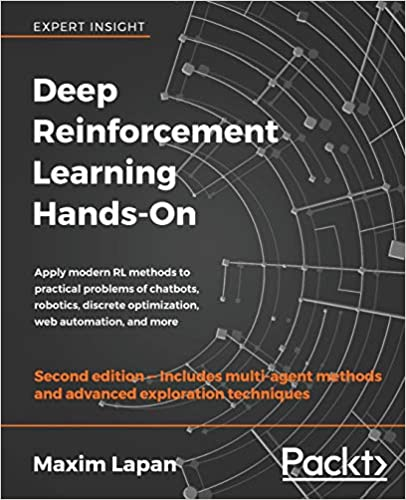 EXPERT INSIGHT
Deep
Reinforcement
Learning
Hands-On
Apply modern RL methods to
practical problems of chatbots,
robotics, discrete optimization,
web automation, and more
Second edition – Includes multi-agent methods
and advanced exploration techniques
Maxim Lapan
Packt>